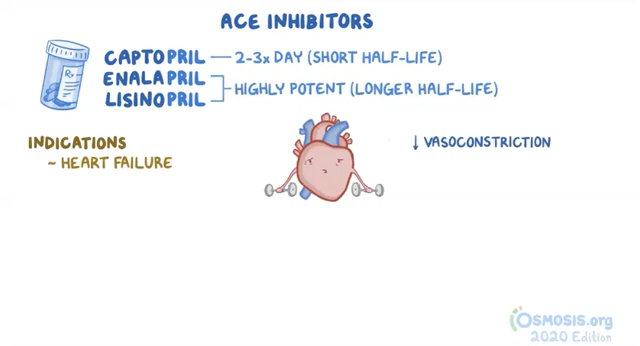 ACE INHIBITORS
CAPTOPRIL — 2-3x DAY (SHORT HALF-LIFE)
ENALAPRIL
HIGHLY POTENT (LONGER HALF-LIFE)
LISINOPRIL
Rx
INDICATIONS
~ HEART FAILURE
↓ VASOCONSTRICTION
OSMOSIS.org
2020 Edition